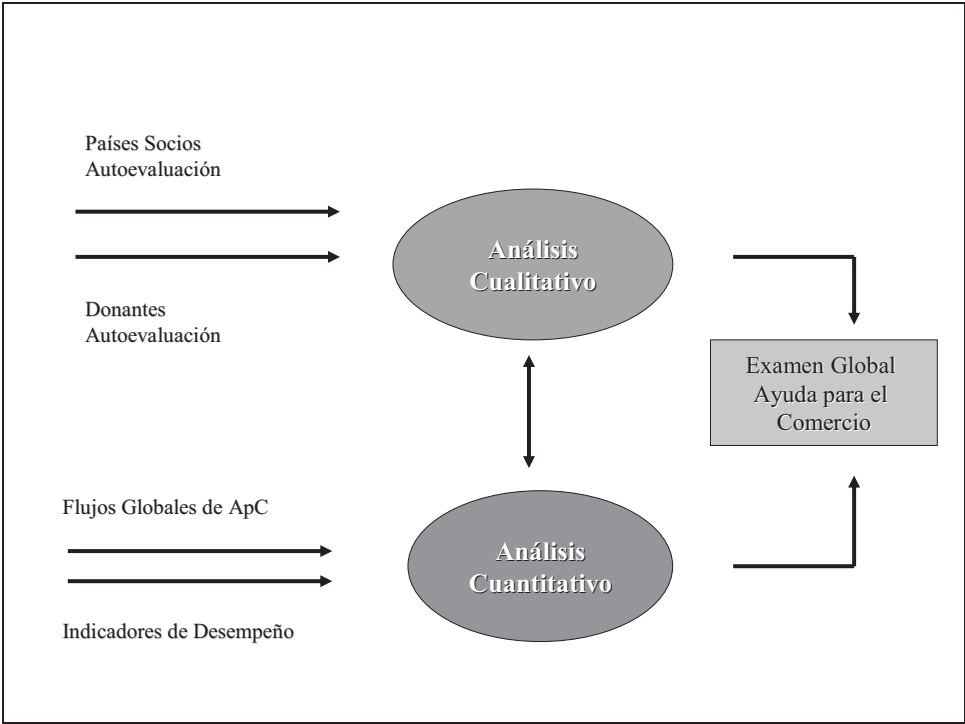 Países Socios
Autoevaluación
Análisis
Cualitativo
Donantes
Autoevaluación
Examen Global
Ayuda para el
Comercio
Flujos Globales de ApC
Análisis
Cuantitativo
Indicadores de Desempeño